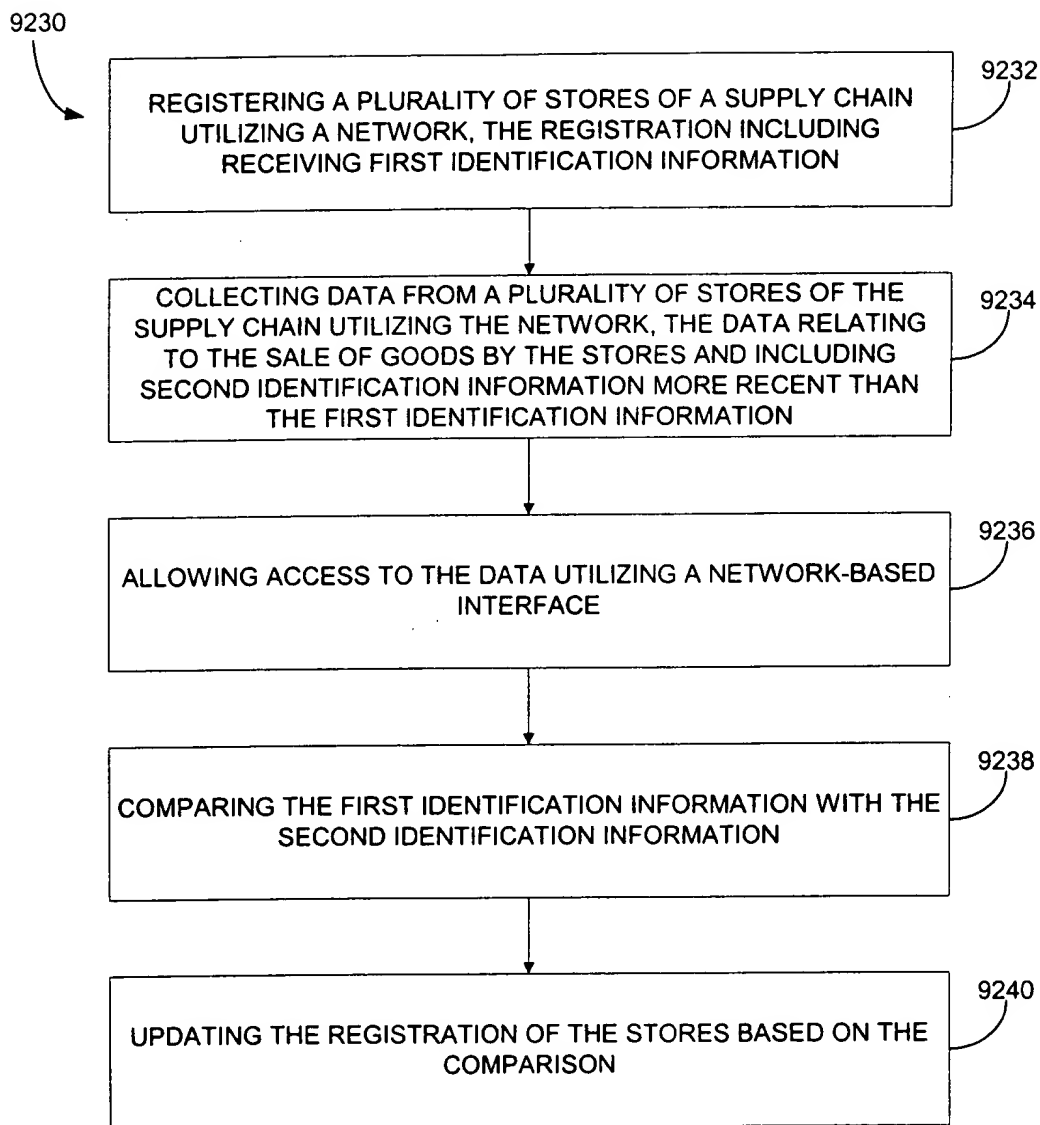 9230
9232
REGISTERING A PLURALITY OF STORES OF A SUPPLY CHAIN
UTILIZING A NETWORK, THE REGISTRATION INCLUDING
RECEIVING FIRST IDENTIFICATION INFORMATION
9234
COLLECTING DATA FROM A PLURALITY OF STORES OF THE
SUPPLY CHAIN UTILIZING THE NETWORK, THE DATA RELATING
TO THE SALE OF GOODS BY THE STORES AND INCLUDING
SECOND IDENTIFICATION INFORMATION MORE RECENT THAN
THE FIRST IDENTIFICATION INFORMATION
9236
ALLOWING ACCESS TO THE DATA UTILIZING A NETWORK-BASED
INTERFACE
9238
COMPARING THE FIRST IDENTIFICATION INFORMATION WITH THE
SECOND IDENTIFICATION INFORMATION
9240
UPDATING THE REGISTRATION OF THE STORES BASED ON THE
COMPARISON